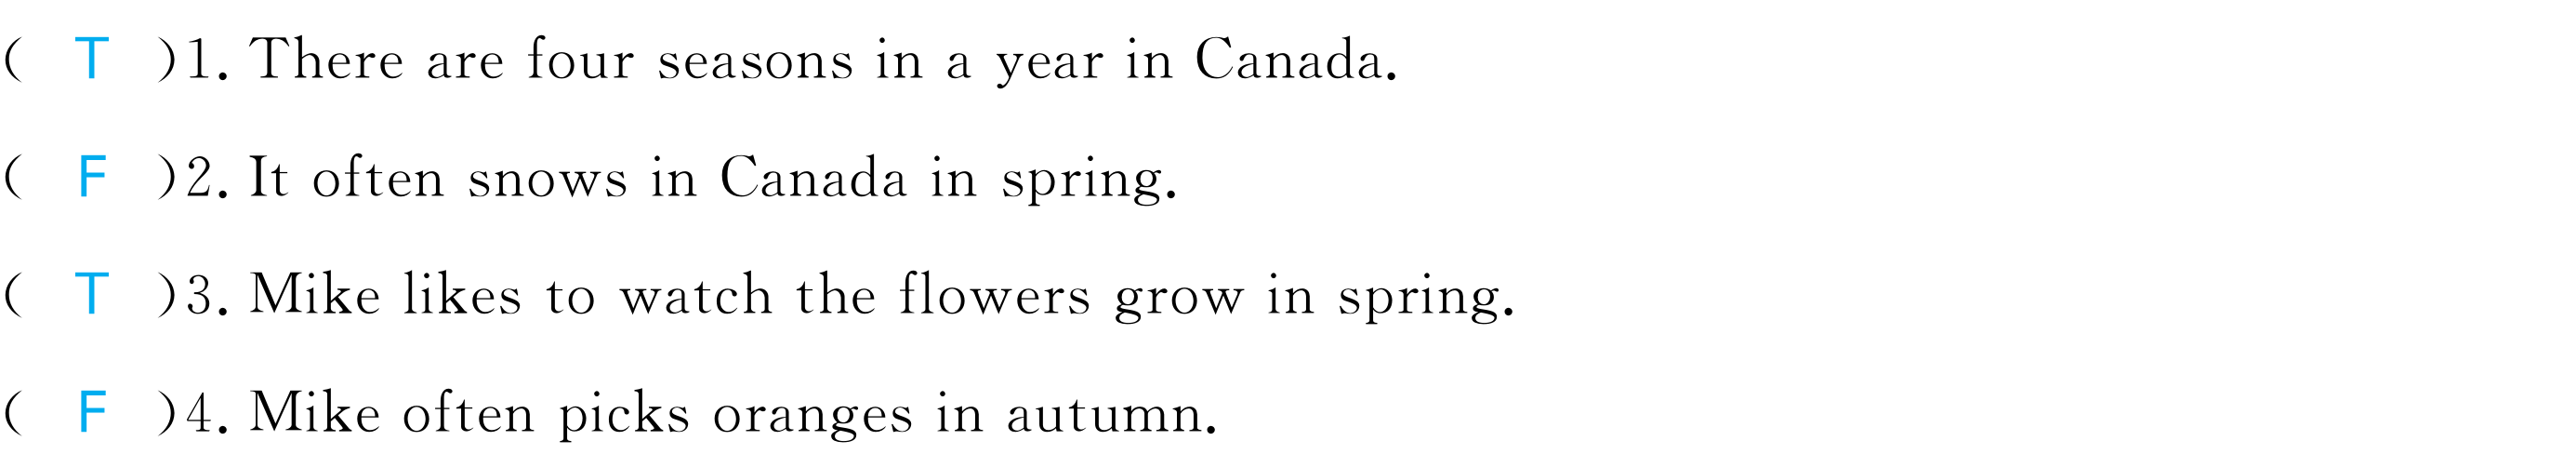 ( T )1. There are four seasons in a year in Canada.
( F )2. It often snows in Canada in spring.
( T )3. Mike likes to watch the flowers grow in spring.
( F )4. Mike often picks oranges in autumn.